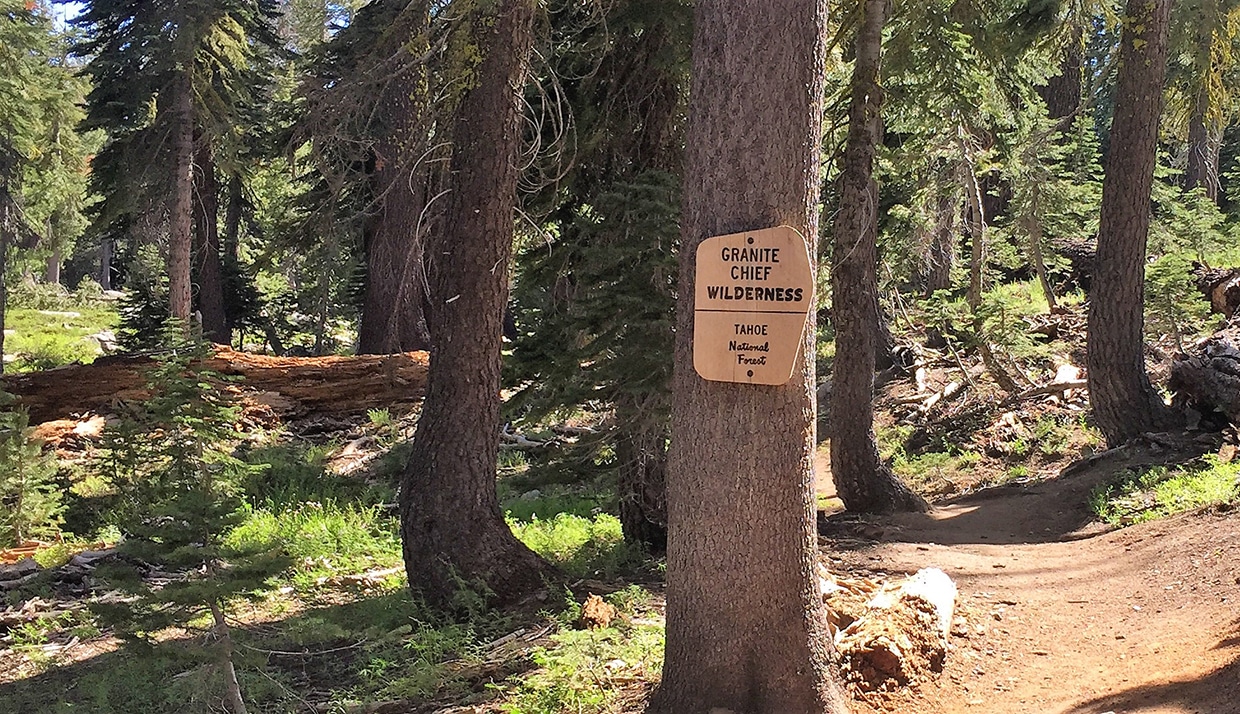 GRANITE
CHIEF
WILDERNESS
TAHOE
National
Forest